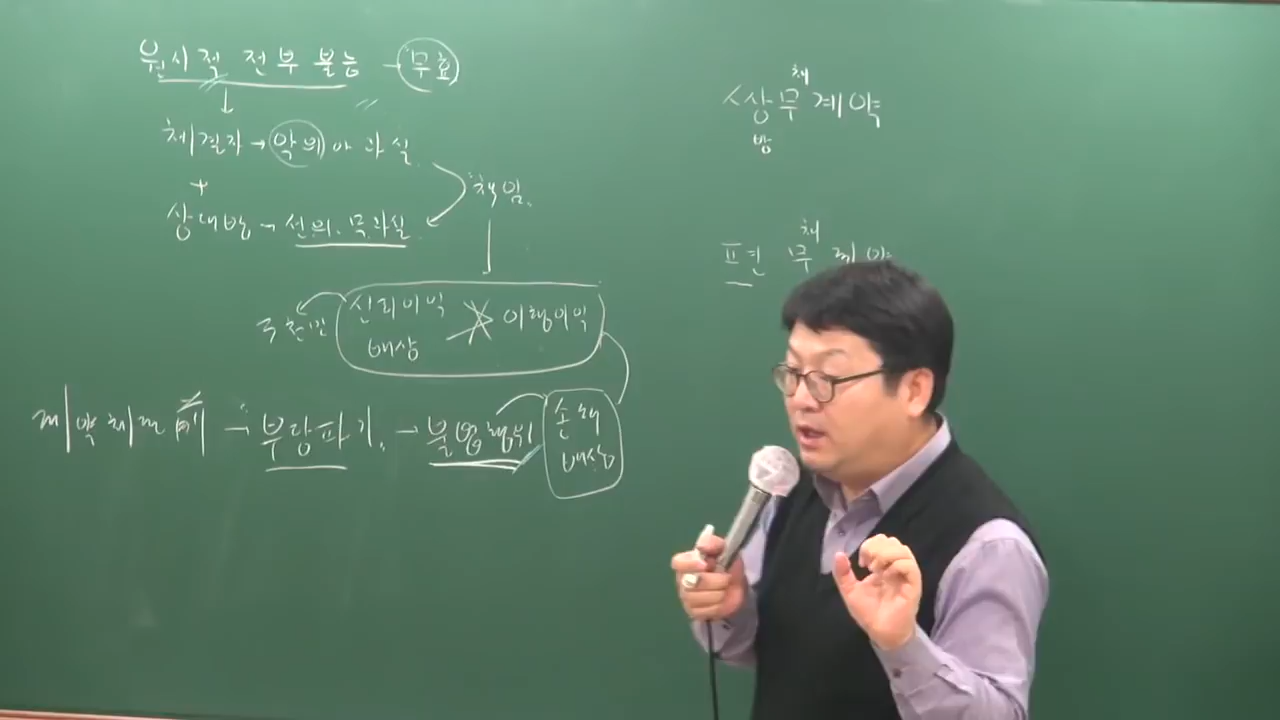 원시적 전부 불능 → 무효
체결자 → 악의 or 과실
+
상대방 → 선의. 무과실
책임.
신뢰이익 이행이익
배상
계약체결 前 → 부당파기. → 불법행위
손해
배상
채
쌍무계약
방
채
편 무 계약